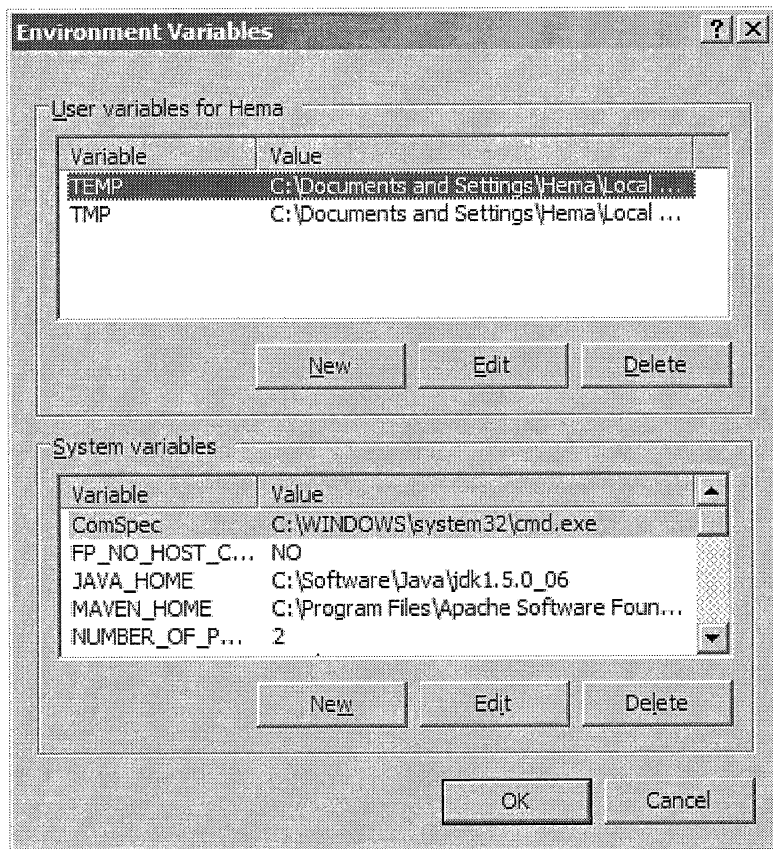 Environment Variables
User variables for Hema
Variable Value
TEMP C:\Documents and Settings\Hema\Local ...
TMP C:\Documents and Settings\Hema\Local ...
New Edit Delete
System variables
Variable Value
ComSpec C:\WINDOWS\system32\cmd.exe
FP_NO_HOST_C... NO
JAVA_HOME C:\Software\Java\jdk1.5.0_06
MAVEN_HOME C:\Program Files\Apache Software Foun...
NUMBER_OF_P... 2
New Edit Delete
OK Cancel